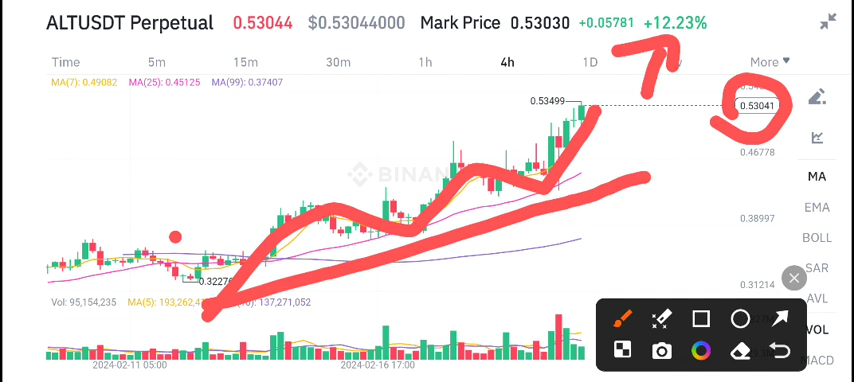 ALTUSDT Perpetual 0.53044 $0.53044000 Mark Price 0.53030 +0.05781 +12.23%
Time 5m 15m 30m 1h 4h 1D More
MA(7): 0.49082 MA(25): 0.45125 MA(99): 0.37407
0.53499
0.53041
0.46778
BINAN
MA
EMA
0.38997
BOLL
SAR
0.3227
0.31214
AVL
Vol: 95,154,235 MA(5): 193,262,4 137,271,052
VOL
MACD
2024-02-11 05:00 2024-02-16 17:00